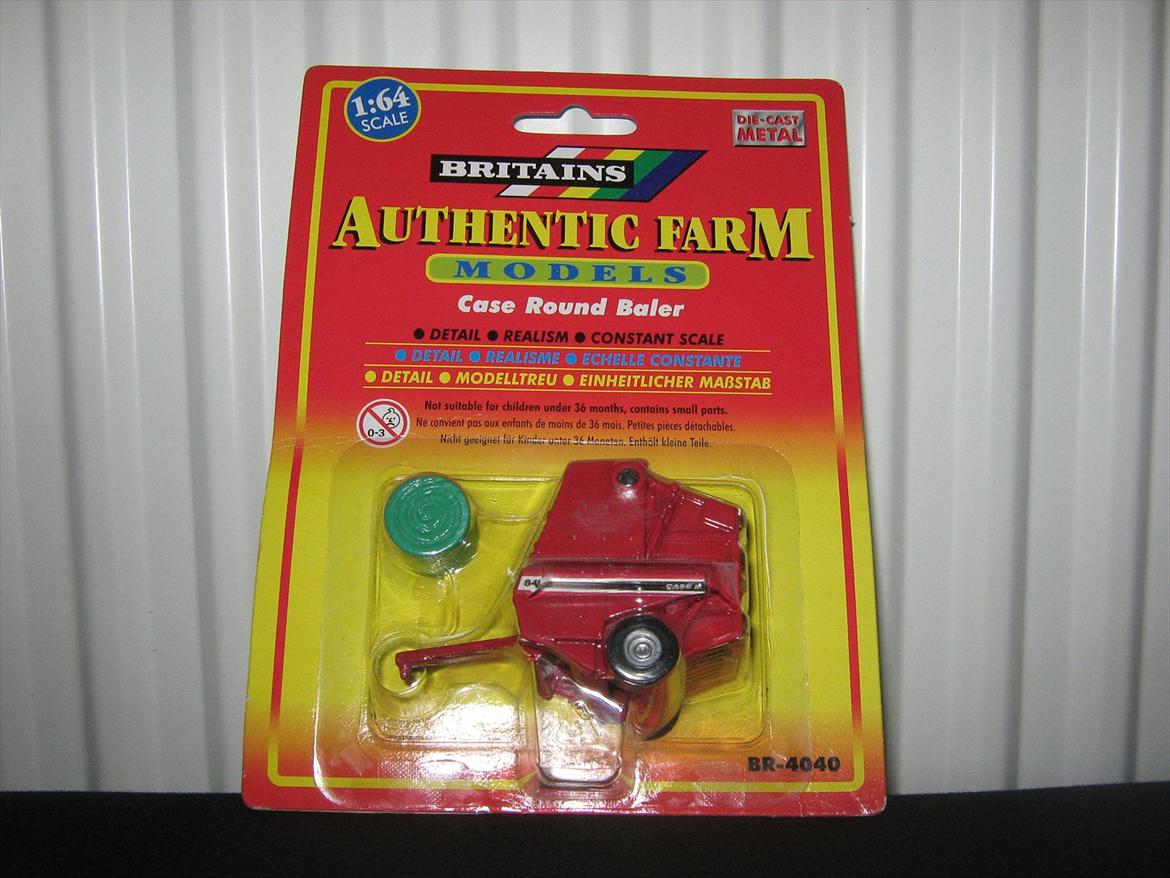 1:64
SCALE
DIE-CAST
METAL
BRITAINS
AUTHENTIC FARM
MODELS
Case Round Baler
• DETAIL • REALISM • CONSTANT SCALE
• DETAIL • REALISME • ECHELLE CONSTANTE
• DETAIL • MODELLTREU • EINHEITLICHER MAßSTAB
Not suitable for children under 36 months, contains small parts.
Ne convient pas aux enfants de moins de 36 mois. Petites pièces détachables.
Nicht geeignet für Kinder unter 36 Monaten. Enthält kleine Teile.
0-3
CASE
BR-4040